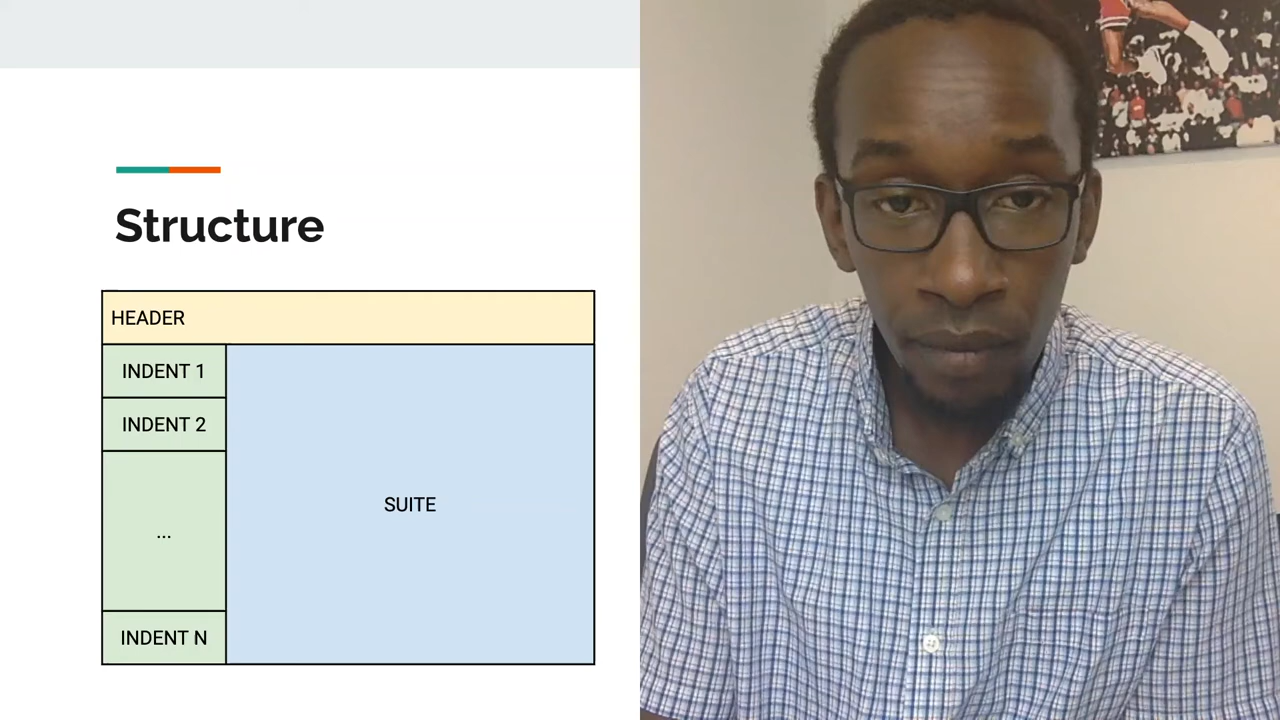 Structure
HEADER
INDENT 1
INDENT 2
...
INDENT N
SUITE